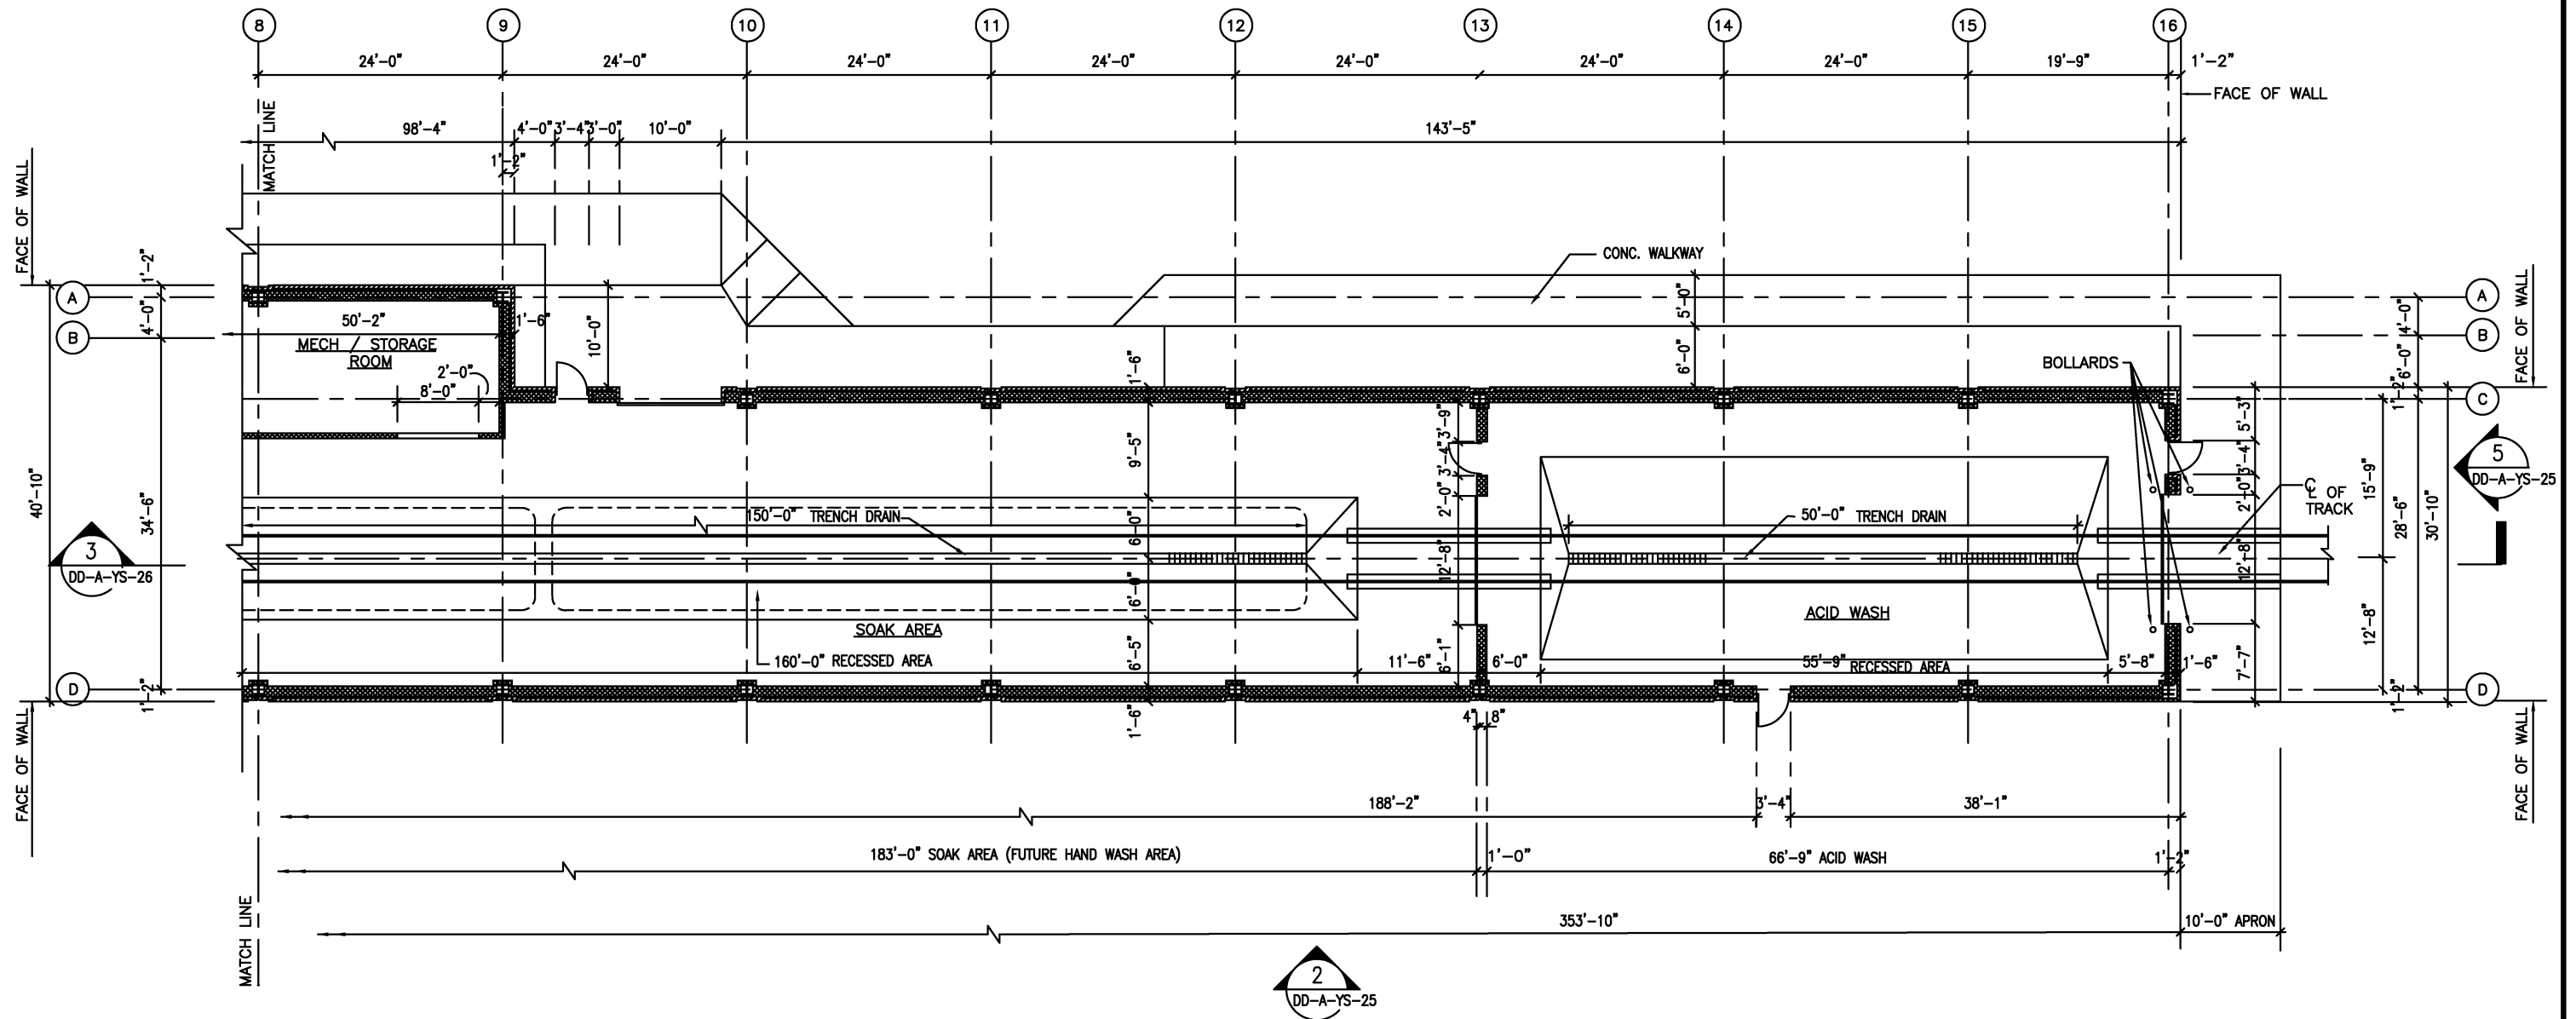 8 9 10 11 12 13 14 15 16
24'-0" 24'-0" 24'-0" 24'-0" 24'-0" 24'-0" 24'-0" 19'-9" 1'-2"
FACE OF WALL
MATCH LINE
98'-4" 4'-0" 3'-4" 3'-0" 10'-0" 143'-5"
1'-2"
FACE OF WALL
CONC. WALKWAY
FACE OF WALL
A
1'-2"
4'-0"
B
50'-2"
1'-6"
MECH / STORAGE
ROOM
2'-0"
8'-0"
10'-0"
5'-0"
6'-0"
BOLLARDS
A
4'-0"
B
6'-0"
1'-2"
C
40'-10"
34'-6"
1'-6"
9'-5"
6'-0"
6'-0"
6'-5"
1'-6"
3'-9"
3'-4"
2'-0"
12'-8"
6'-1"
5'-3"
3'-4"
2'-0"
12'-8"
7'-7"
15'-9"
12'-8"
28'-6"
30'-10"
1'-2"
5
DD-A-YS-25
℄ OF
TRACK
150'-0" TRENCH DRAIN
50'-0" TRENCH DRAIN
3
DD-A-YS-26
SOAK AREA
ACID WASH
160'-0" RECESSED AREA
11'-6" 6'-0" 55'-9" RECESSED AREA 5'-8" 1'-6"
D
1'-2"
D
4" 8"
FACE OF WALL
FACE OF WALL
188'-2" 3'-4" 38'-1"
183'-0" SOAK AREA (FUTURE HAND WASH AREA) 1'-0" 66'-9" ACID WASH 1'-2"
MATCH LINE
353'-10" 10'-0" APRON
2
DD-A-YS-25